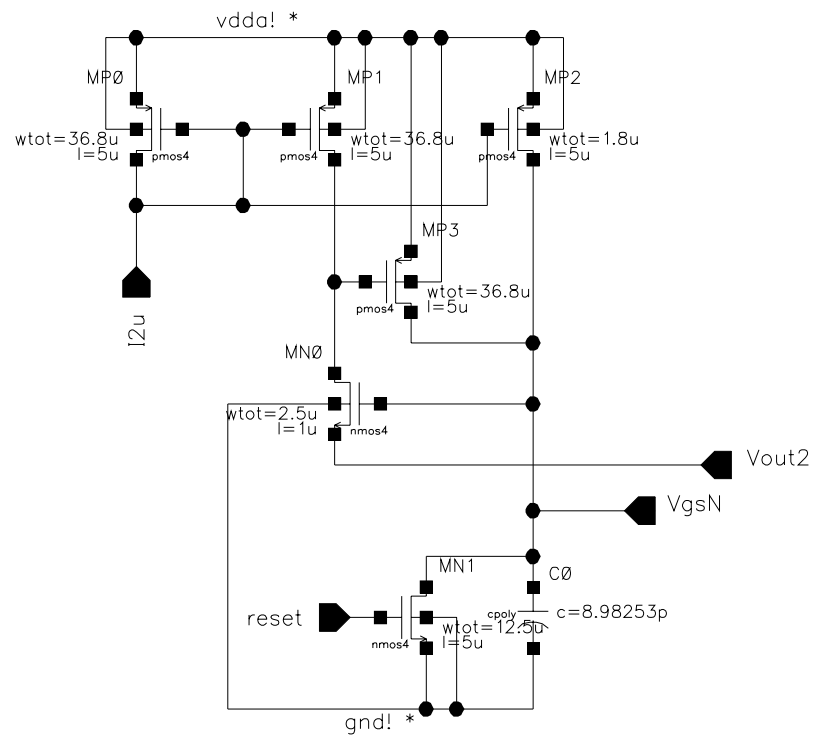 vdda! *
MP0
MP1
MP2
wtot=36.8u
l=5u
pmos4
wtot=36.8u
l=5u
pmos4
wtot=1.8u
l=5u
pmos4
MP3
wtot=36.8u
l=5u
pmos4
I2u
MN0
wtot=2.5u
l=1u
nmos4
Vout2
VgsN
MN1
C0
reset
cpoly
c=8.98253p
wtot=12.5u
l=5u
nmos4
gnd! *